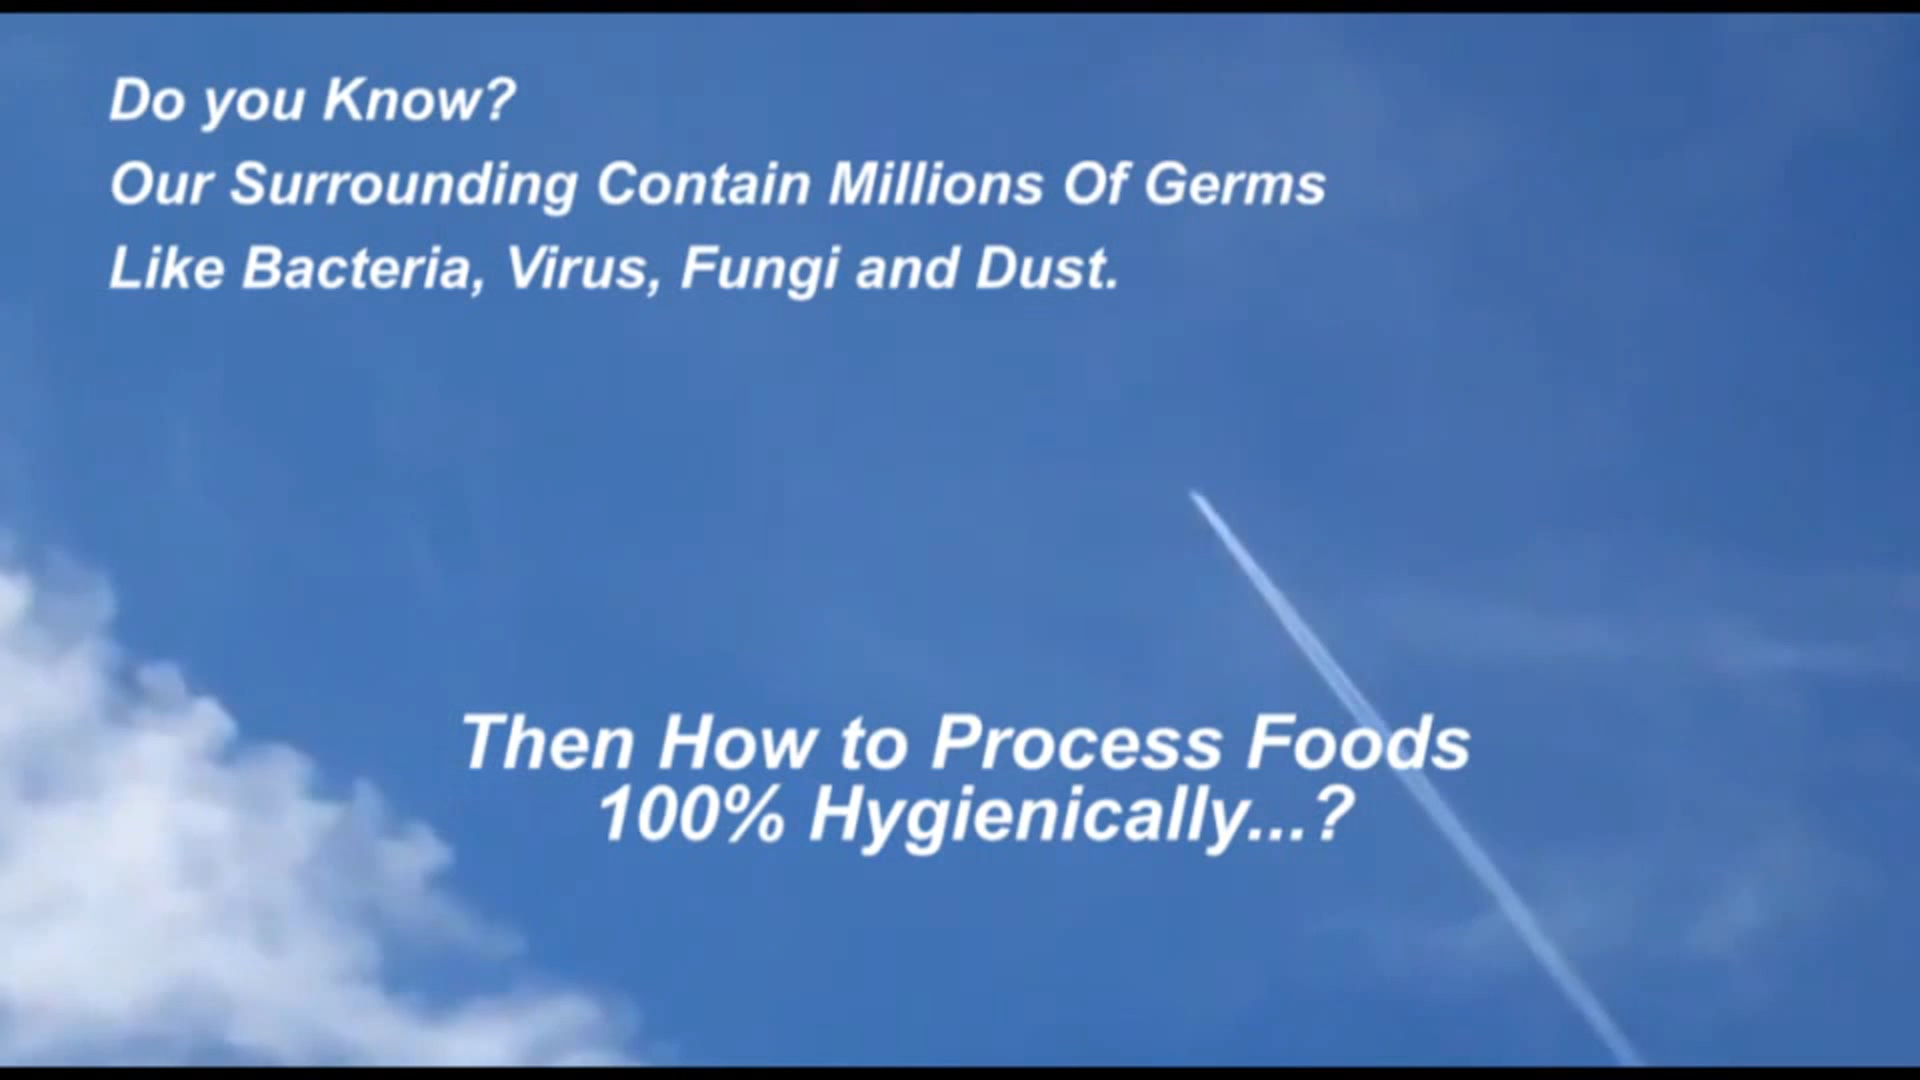 Do you Know?
Our Surrounding Contain Millions Of Germs
Like Bacteria, Virus, Fungi and Dust.
Then How to Process Foods
100% Hygienically...?